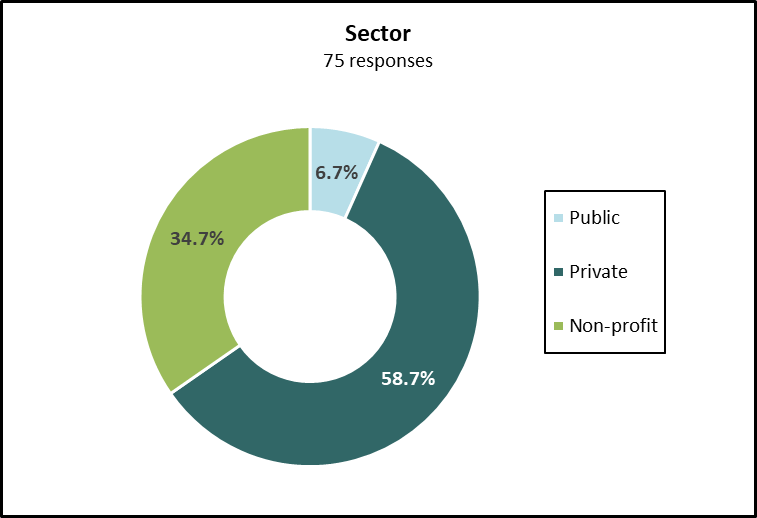 Sector
75 responses
6.7%
34.7%
58.7%
Public
Private
Non-profit